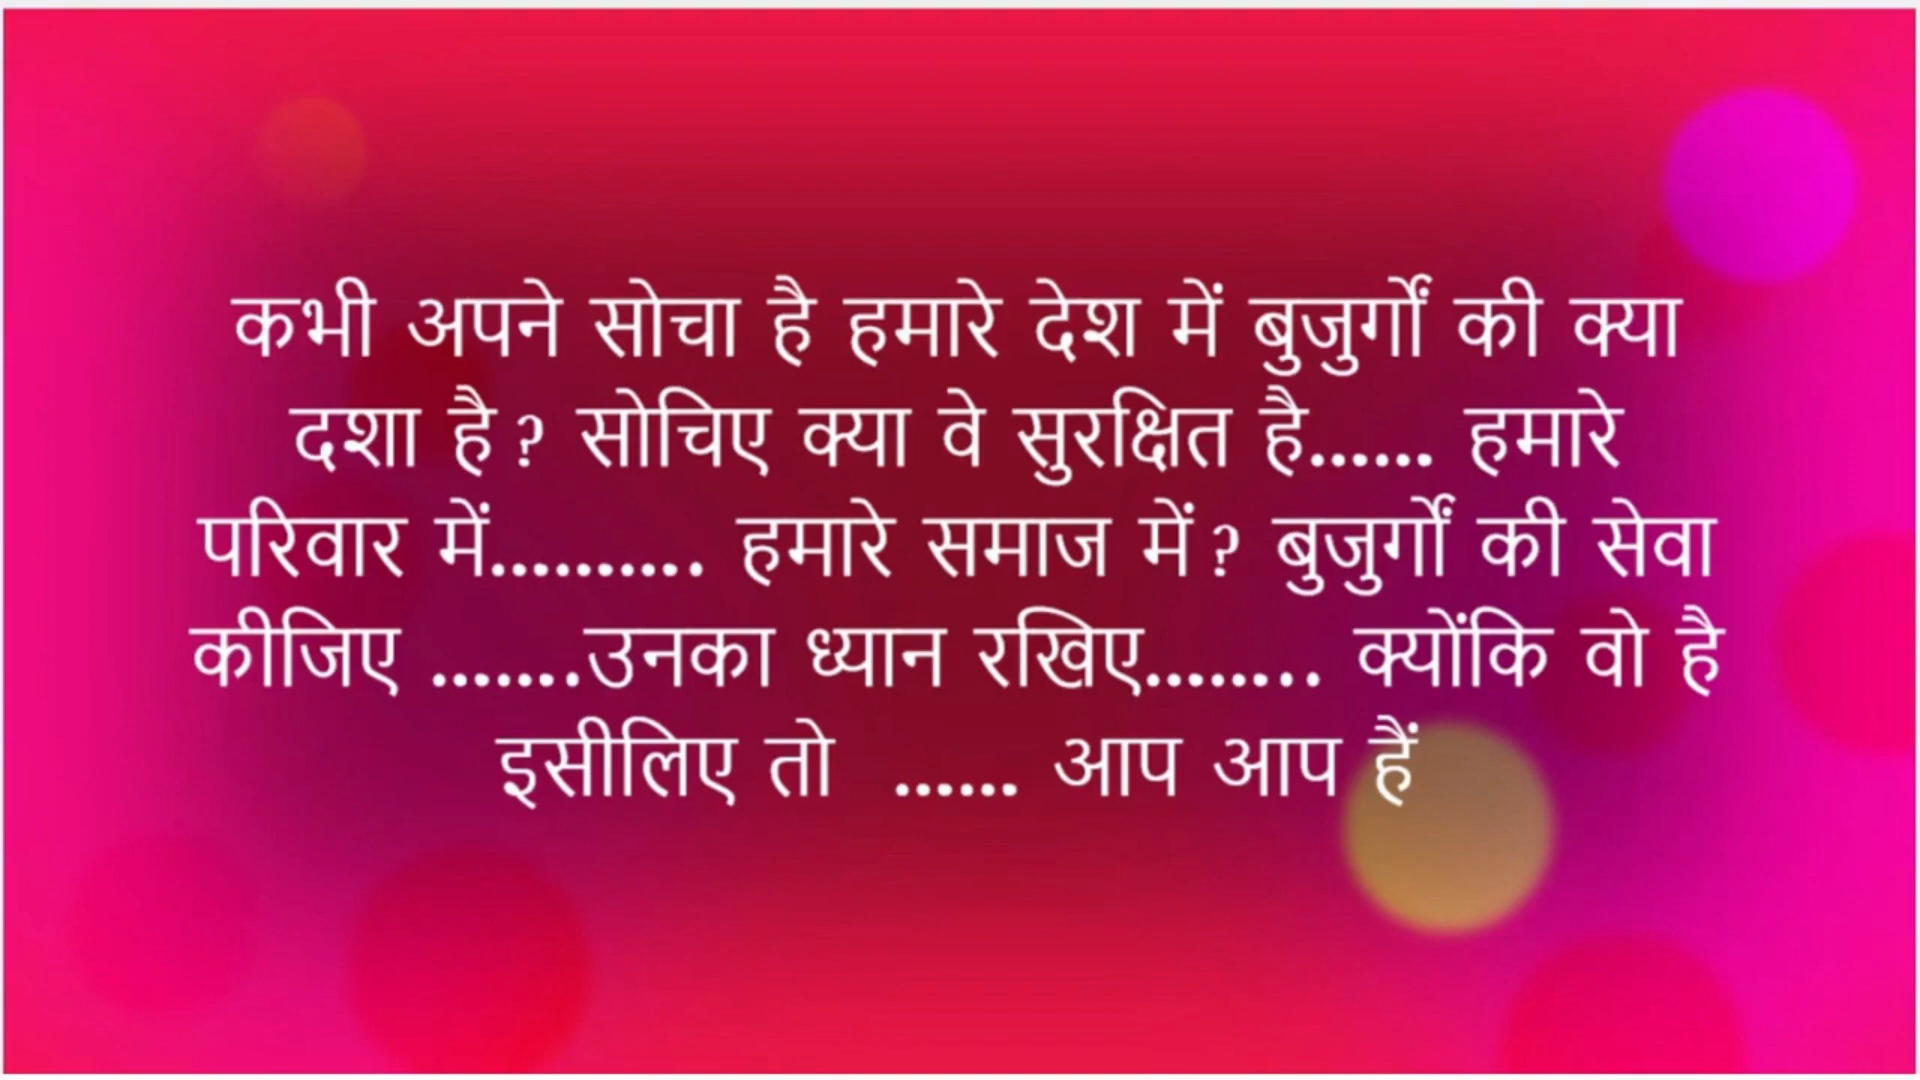 कभी अपने सोचा है हमारे देश में बुजुर्गों की क्या
दशा है ? सोचिए क्या वे सुरक्षित है...... हमारे
परिवार में.......... हमारे समाज में ? बुजुर्गों की सेवा
कीजिए .......उनका ध्यान रखिए........ क्योंकि वो है
इसीलिए तो ...... आप आप हैं